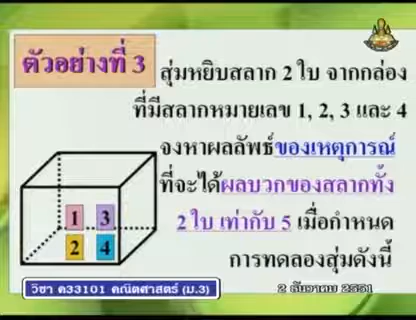 ตัวอย่างที่ 3
สุ่มหยิบสลาก 2 ใบ จากกล่อง
ที่มีสลากหมายเลข 1, 2, 3 และ 4
จงหาผลลัพธ์ของเหตุการณ์
ที่จะได้ผลบวกของสลากทั้ง
2 ใบ เท่ากับ 5 เมื่อกำหนด
การทดลองสุ่มดังนี้
1 3
2 4
วิชา ค33101 คณิตศาสตร์ (ม.3)
2 ธันวาคม 2551